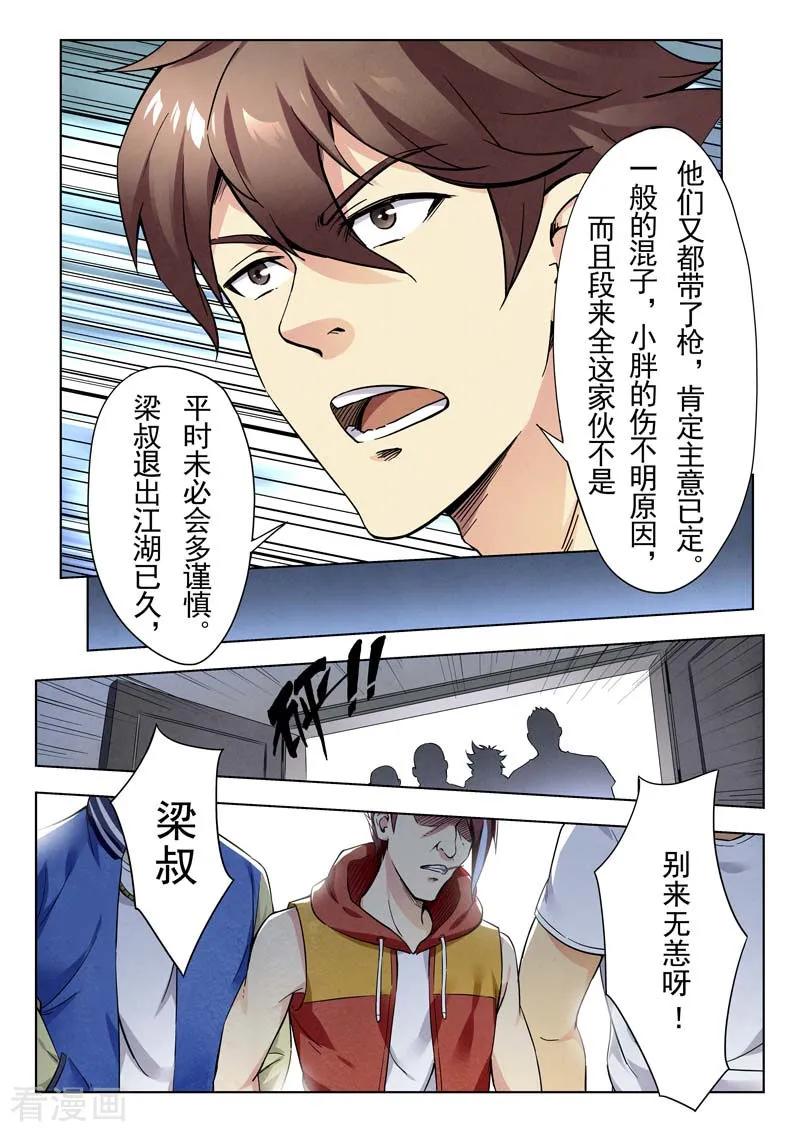 梁叔退出江湖已久，
平时未必会多谨慎。
而且段来全这家伙不是
一般的混子，小胖的伤不明原因，
他们又都带了枪，肯定主意已定。
砰!!
梁叔
别来无恙呀！
看漫画